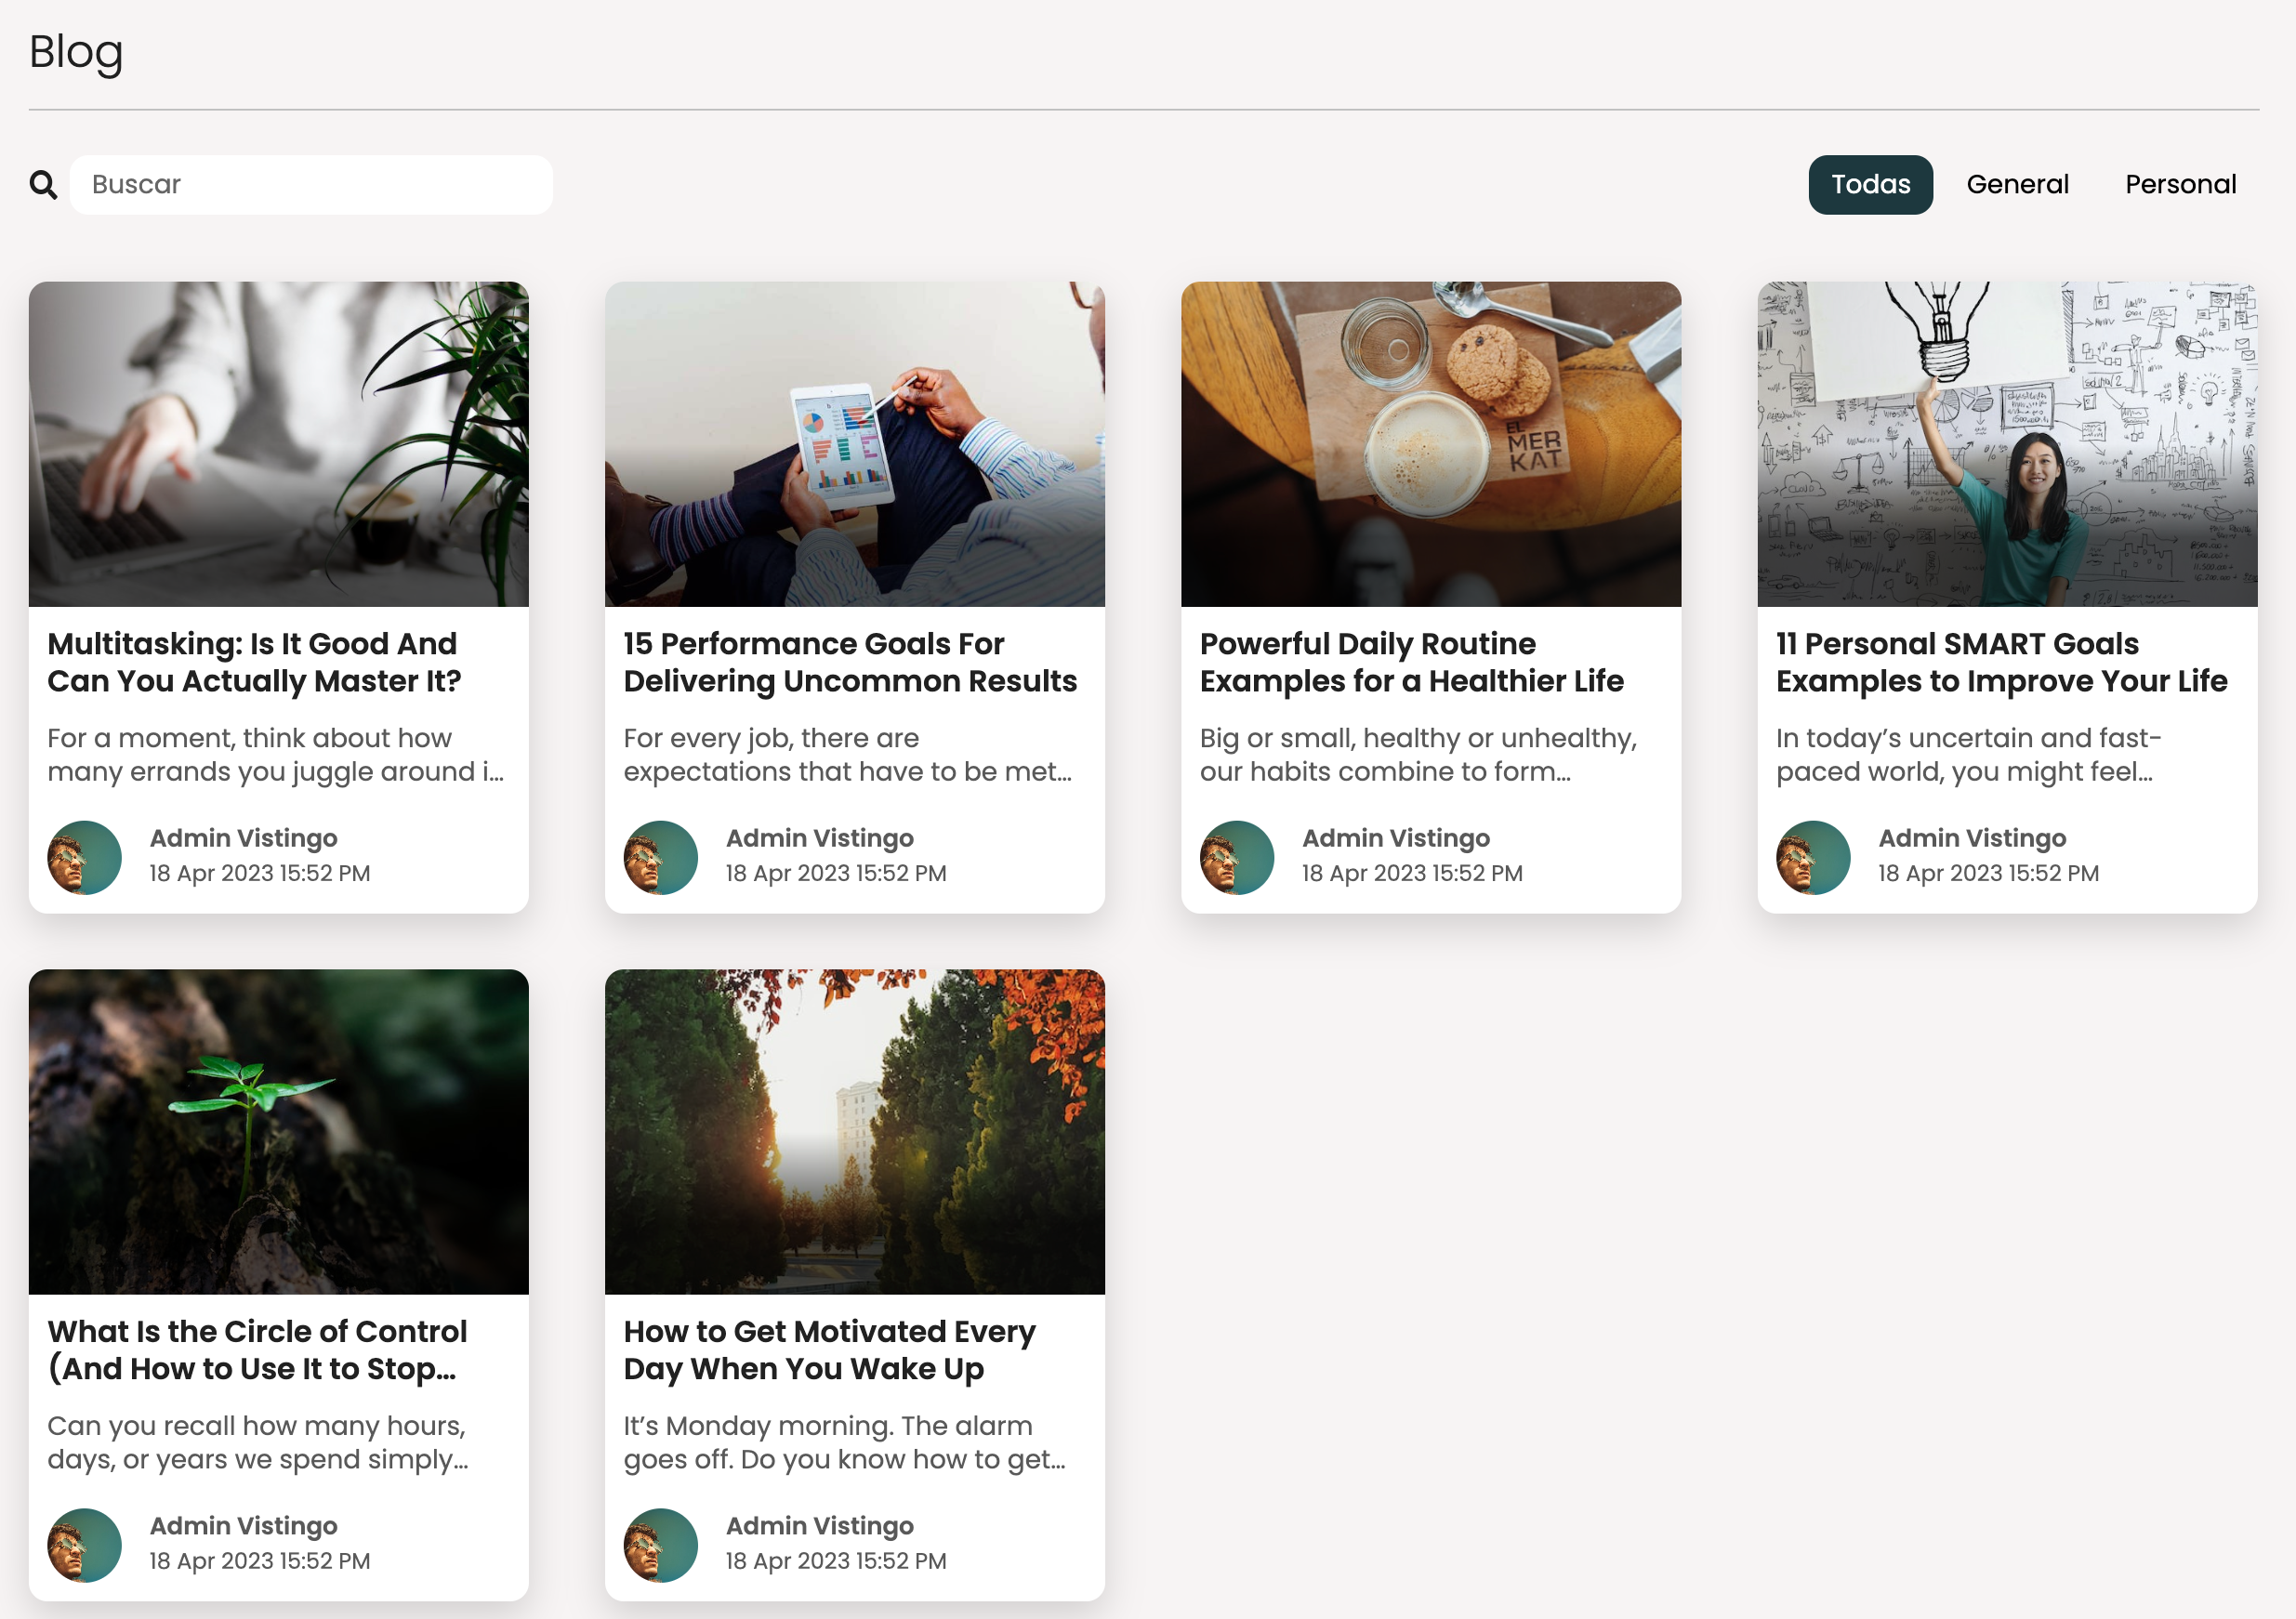 Blog
Buscar
Todas
General
Personal
EL
MER
KAT
CLOUD
Multitasking: Is It Good And
Can You Actually Master It?
For a moment, think about how
many errands you juggle around i...
Admin Vistingo
18 Apr 2023 15:52 PM
15 Performance Goals For
Delivering Uncommon Results
For every job, there are
expectations that have to be met...
Admin Vistingo
18 Apr 2023 15:52 PM
Powerful Daily Routine
Examples for a Healthier Life
Big or small, healthy or unhealthy,
our habits combine to form...
Admin Vistingo
18 Apr 2023 15:52 PM
11 Personal SMART Goals
Examples to Improve Your Life
In today’s uncertain and fast-
paced world, you might feel...
Admin Vistingo
18 Apr 2023 15:52 PM
What Is the Circle of Control
(And How to Use It to Stop...
Can you recall how many hours,
days, or years we spend simply...
Admin Vistingo
18 Apr 2023 15:52 PM
How to Get Motivated Every
Day When You Wake Up
It’s Monday morning. The alarm
goes off. Do you know how to get...
Admin Vistingo
18 Apr 2023 15:52 PM